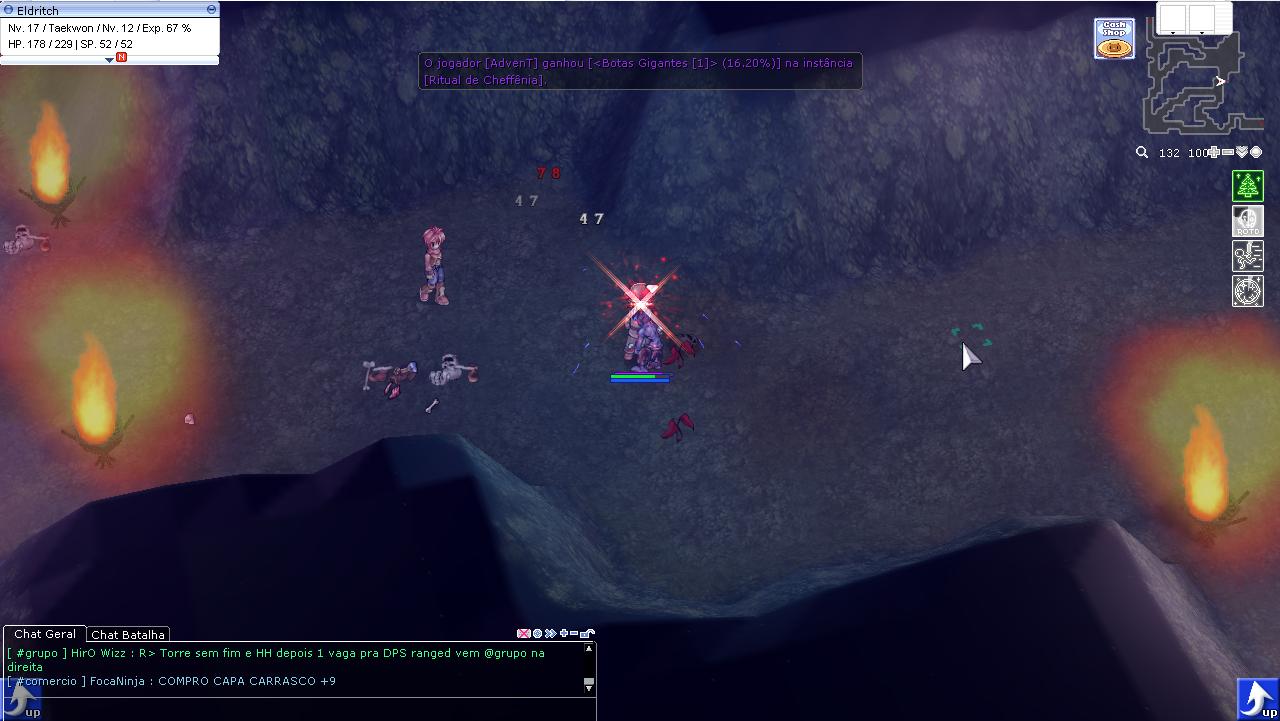 Eldritch
Nv. 17 / Taekwon / Nv. 12 / Exp. 67 %
HP. 178 / 229 | SP. 52 / 52
N
Cash
Shop
O jogador [AdvenT] ganhou [<Botas Gigantes [1]> (16.20%)] na instância
[Ritual de Cheffênia].
132 100
ROTD
78
47
47
Chat Geral
Chat Batalha
[ #grupo ] HirO Wizz : R> Torre sem fim e HH depois 1 vaga pra DPS ranged vem @grupo na
direita
[ #comercio ] FocaNinja : COMPRO CAPA CARRASCO +9
up
up